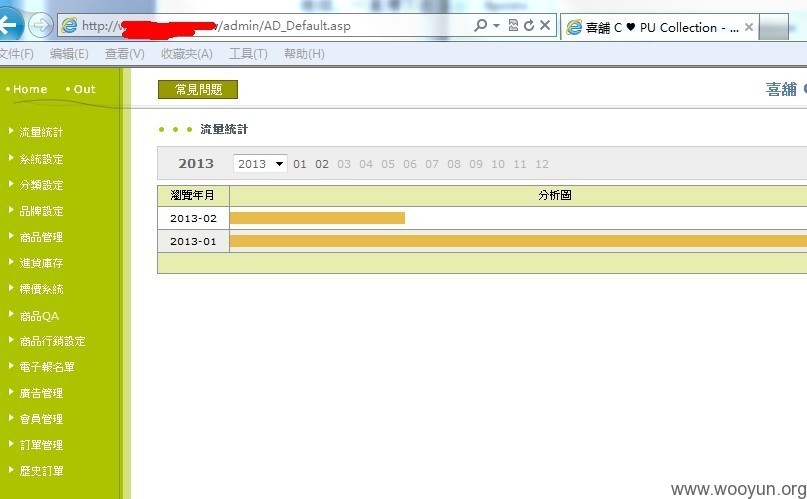 http://w /admin/AD_Default.asp
喜舖 C ♥ PU Collection - ...
文件(F) 编辑(E) 查看(V) 收藏夹(A) 工具(T) 帮助(H)
• Home • Out
常見問題
喜舖
流量統計
系統設定
分類設定
品牌設定
商品管理
進貨庫存
標價系統
商品QA
商品行銷設定
電子報名單
廣告管理
會員管理
訂單管理
歷史訂單
流量統計
2013 2013 01 02 03 04 05 06 07 08 09 10 11 12
瀏覽年月 分析圖
2013-02
2013-01
www.wooyun.org